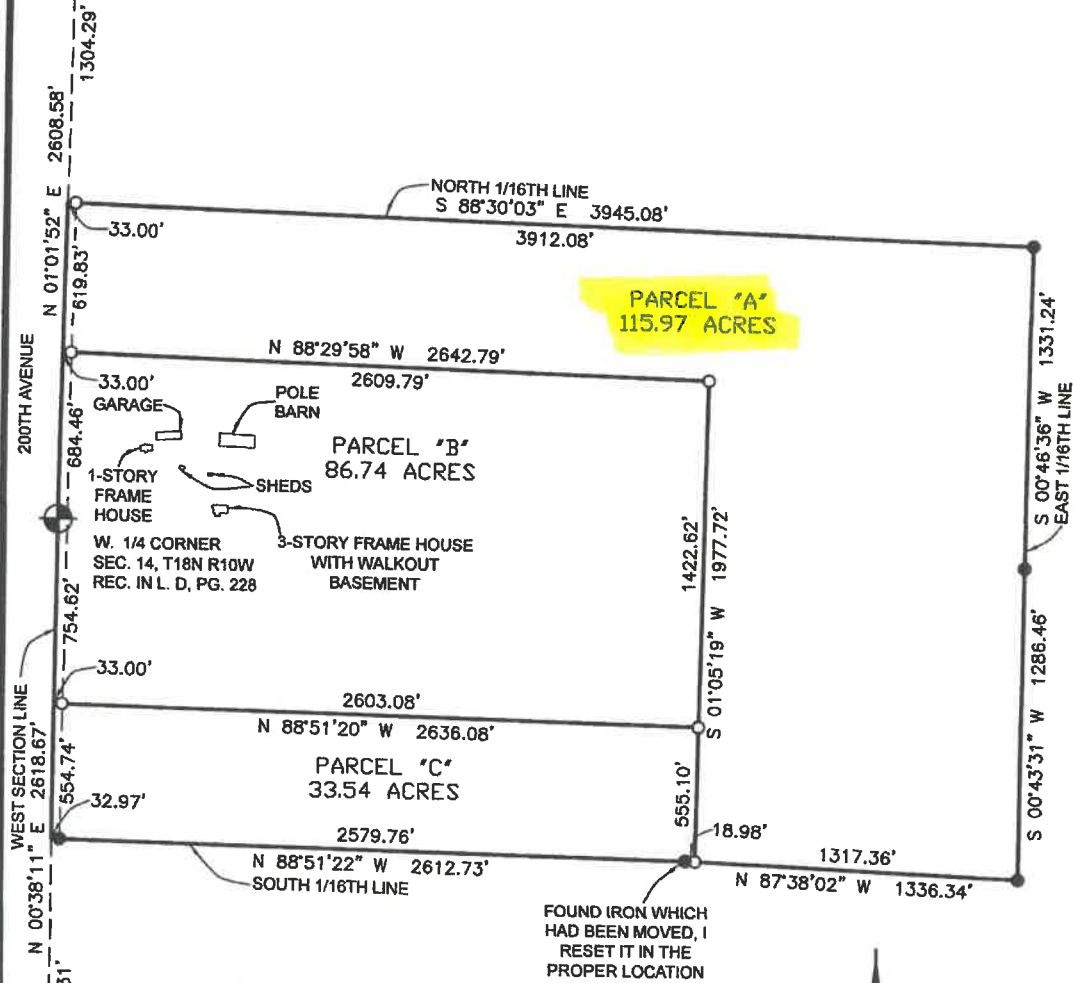 1304.29'
N 01°01'52" E 2608.58'
NORTH 1/16TH LINE
S 88°30'03" E 3945.08'
3912.08'
33.00'
619.83'
PARCEL "A"
115.97 ACRES
S 00°46'36" W 1331.24'
EAST 1/16TH LINE
200TH AVENUE
N 88°29'58" W 2642.79'
2609.79'
33.00'
684.46'
GARAGE
POLE
BARN
PARCEL "B"
86.74 ACRES
1-STORY
FRAME
HOUSE
SHEDS
W. 1/4 CORNER
SEC. 14, T18N R10W
REC. IN L. D, PG. 228
3-STORY FRAME HOUSE
WITH WALKOUT
BASEMENT
1422.62'
S 01°05'19" W 1977.72'
754.62'
33.00'
2603.08'
N 88°51'20" W 2636.08'
WEST SECTION LINE
N 00°38'11" E 2618.67'
554.74'
PARCEL "C"
33.54 ACRES
32.97'
2579.76'
N 88°51'22" W 2612.73'
SOUTH 1/16TH LINE
555.10'
18.98'
1317.36'
N 87°38'02" W 1336.34'
S 00°43'31" W 1286.46'
FOUND IRON WHICH
HAD BEEN MOVED, I
RESET IT IN THE
PROPER LOCATION